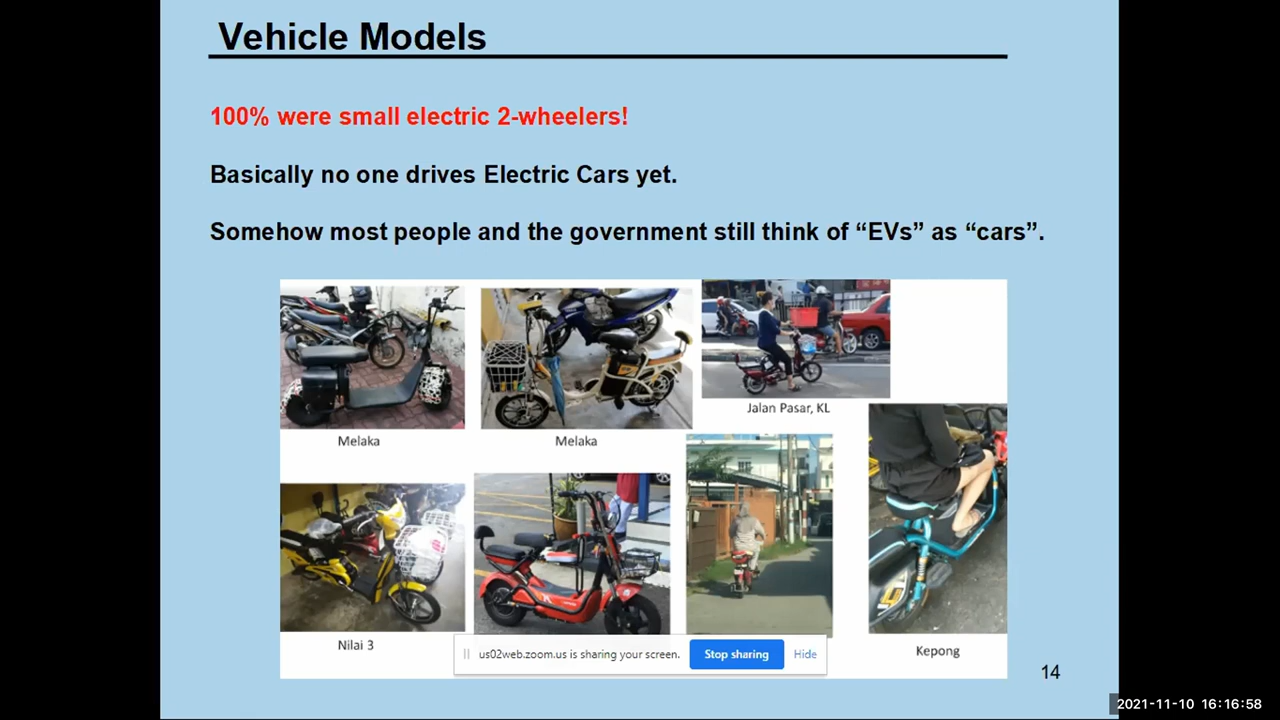 Vehicle Models
100% were small electric 2-wheelers!
Basically no one drives Electric Cars yet.
Somehow most people and the government still think of “EVs” as “cars”.
Jalan Pasar, KL
Melaka
Melaka
Nilai 3
Kepong
us02web.zoom.us is sharing your screen.
Stop sharing
Hide
14
2021-11-10 16:16:58